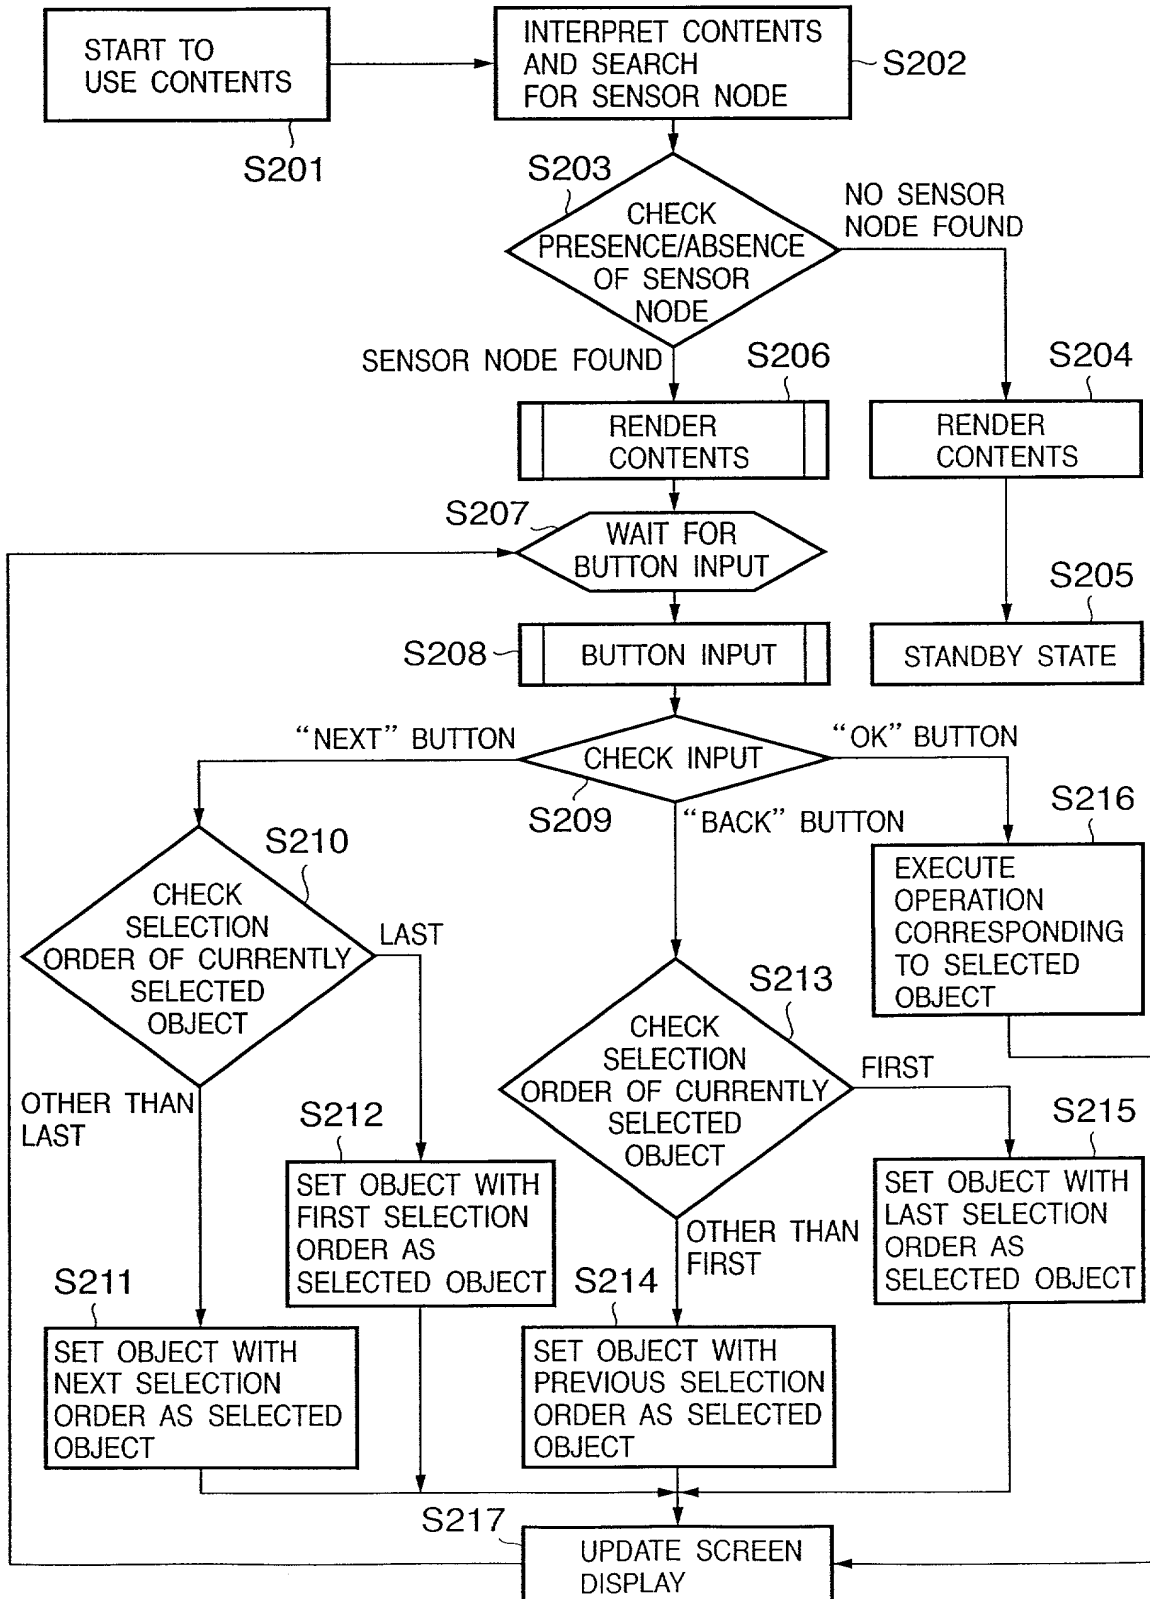 START TO
USE CONTENTS
S201
INTERPRET CONTENTS
AND SEARCH
FOR SENSOR NODE
S202
S203
CHECK
PRESENCE/ABSENCE
OF SENSOR
NODE
NO SENSOR
NODE FOUND
SENSOR NODE FOUND
S206
RENDER
CONTENTS
S204
RENDER
CONTENTS
S207
WAIT FOR
BUTTON INPUT
S205
STANDBY STATE
S208
BUTTON INPUT
“NEXT” BUTTON
CHECK INPUT
“OK” BUTTON
S209
“BACK” BUTTON
S210
CHECK
SELECTION
ORDER OF CURRENTLY
SELECTED
OBJECT
LAST
S216
EXECUTE
OPERATION
CORRESPONDING
TO SELECTED
OBJECT
S213
CHECK
SELECTION
ORDER OF CURRENTLY
SELECTED
OBJECT
FIRST
OTHER THAN
LAST
S212
SET OBJECT WITH
FIRST SELECTION
ORDER AS
SELECTED OBJECT
S215
SET OBJECT WITH
LAST SELECTION
ORDER AS
SELECTED OBJECT
OTHER THAN
FIRST
S211
SET OBJECT WITH
NEXT SELECTION
ORDER AS SELECTED
OBJECT
S214
SET OBJECT WITH
PREVIOUS SELECTION
ORDER AS SELECTED
OBJECT
S217
UPDATE SCREEN
DISPLAY